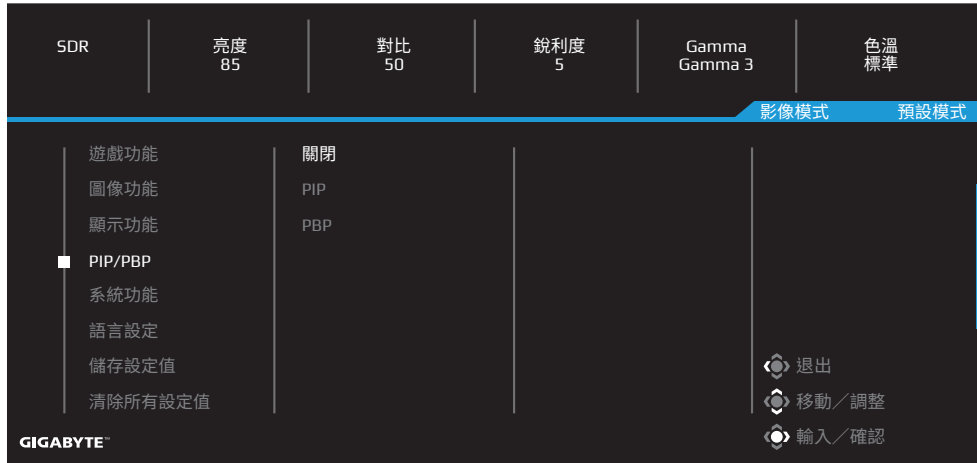 SDR 亮度 對比 銳利度 Gamma 色溫
85 50 5 Gamma 3 標準
影像模式 預設模式
遊戲功能 關閉
圖像功能 PIP
顯示功能 PBP
PIP/PBP
系統功能
語言設定
儲存設定值 退出
清除所有設定值 移動／調整
GIGABYTE™ 輸入／確認